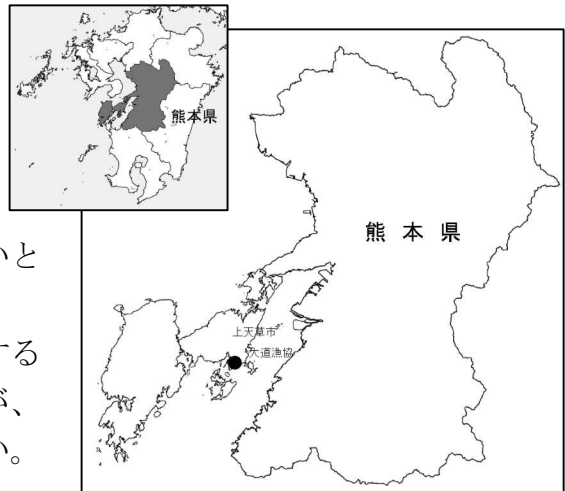 熊本県
熊本県
上天草市
大道漁協
いと
する
が、
い。